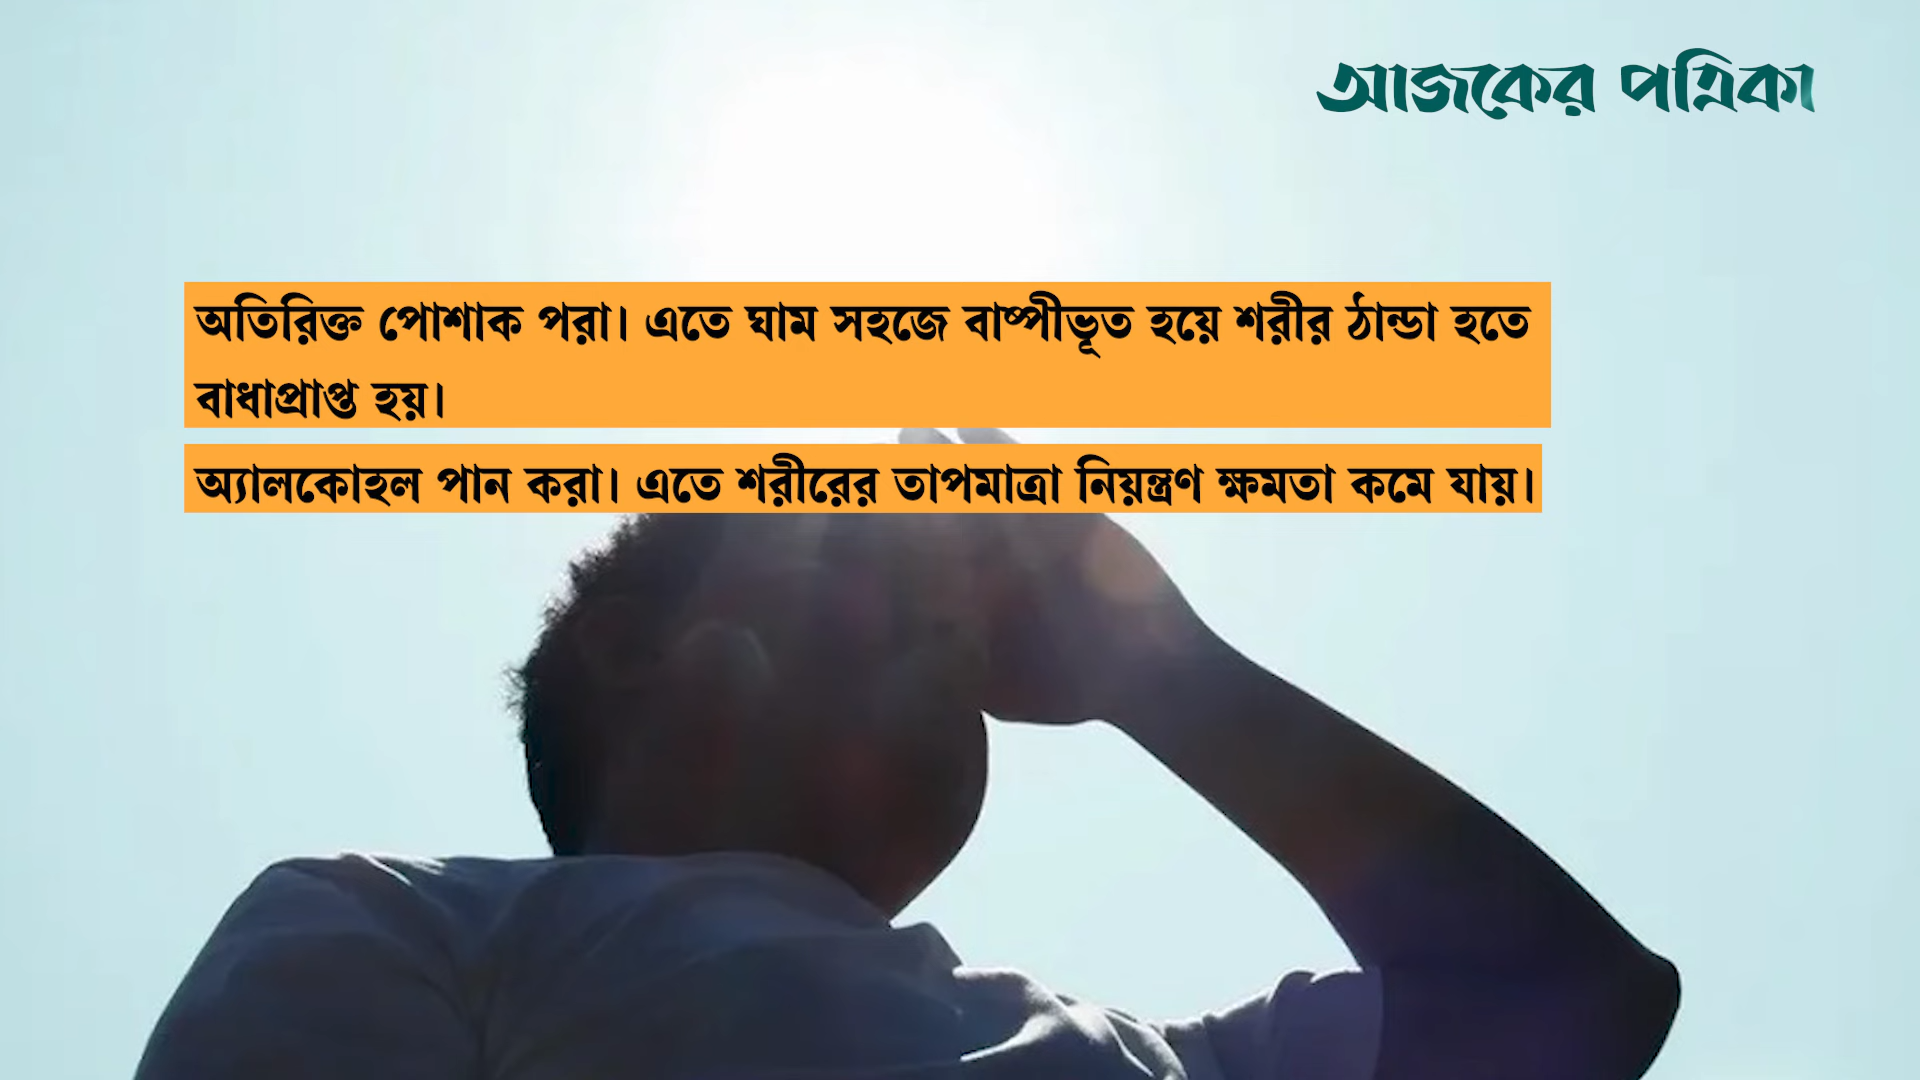 আজকের পত্রিকা
অতিরিক্ত পোশাক পরা। এতে ঘাম সহজে বাষ্পীভূত হয়ে শরীর ঠান্ডা হতে
বাধাপ্রাপ্ত হয়।
অ্যালকোহল পান করা। এতে শরীরের তাপমাত্রা নিয়ন্ত্রণ ক্ষমতা কমে যায়।